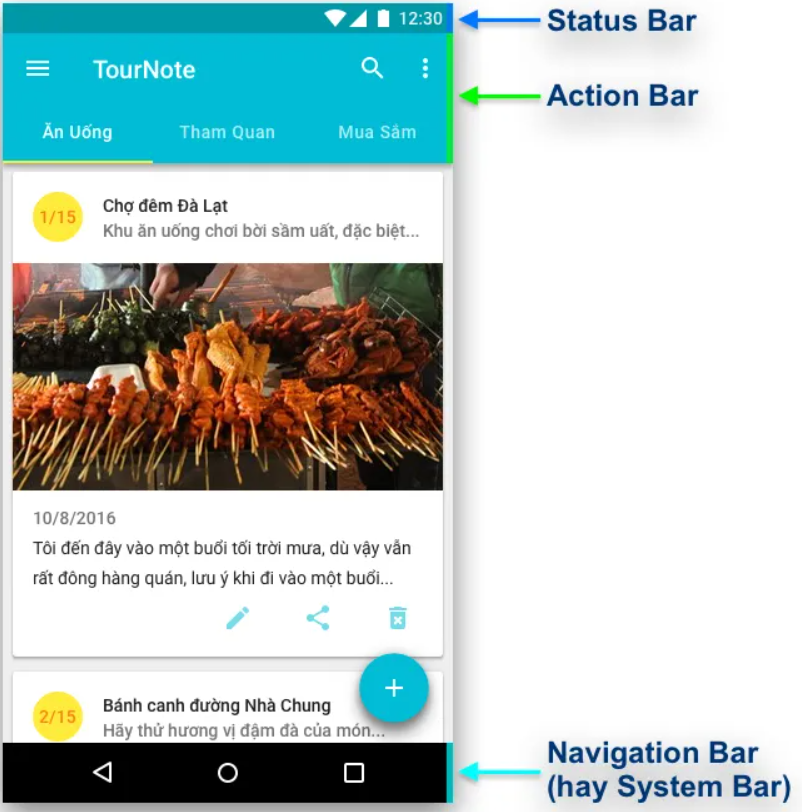 12:30
Status Bar
TourNote
Action Bar
Ăn Uống
Tham Quan
Mua Sắm
1/15
Chợ đêm Đà Lạt
Khu ăn uống chơi bời sầm uất, đặc biệt...
10/8/2016
Tôi đến đây vào một buổi tối trời mưa, dù vậy vẫn
rất đông hàng quán, lưu ý khi đi vào một buổi...
2/15
Bánh canh đường Nhà Chung
Hãy thử hương vị đậm đà của món...
Navigation Bar
(hay System Bar)